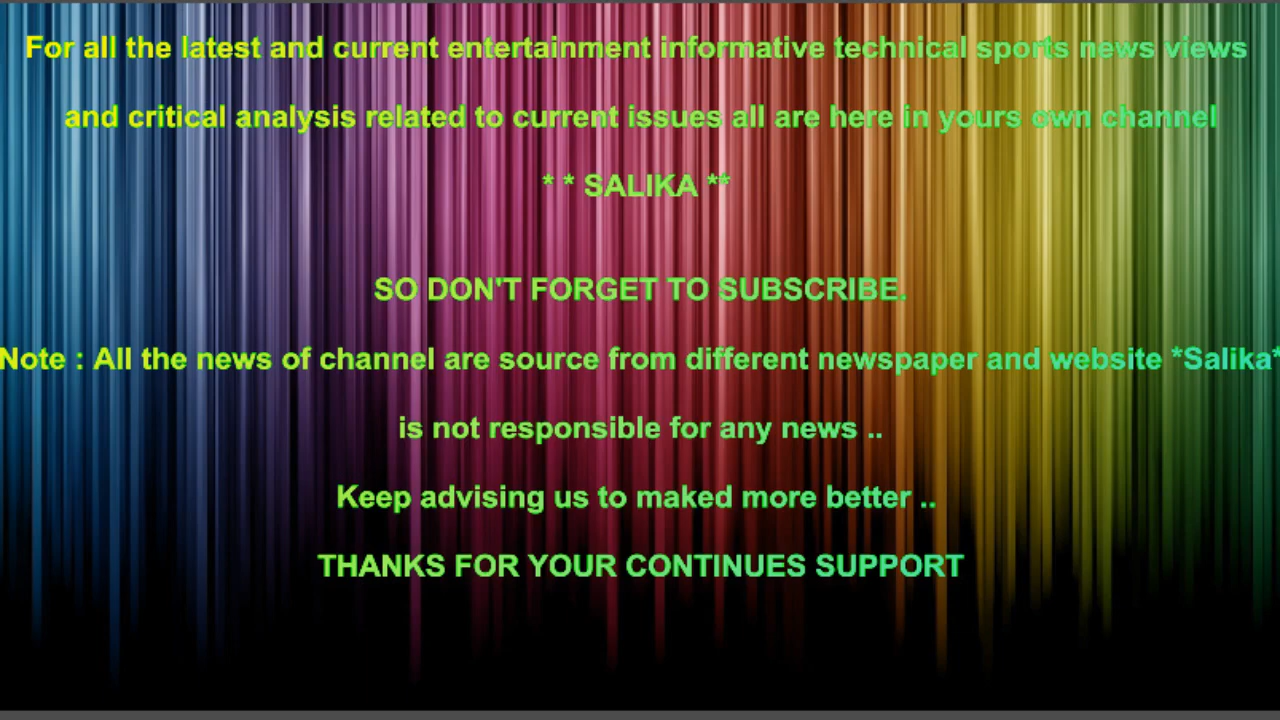 For all the latest and current entertainment informative technical sports news views
and critical analysis related to current issues all are here in yours own channel
* * SALIKA **
SO DON'T FORGET TO SUBSCRIBE.
Note : All the news of channel are source from different newspaper and website *Salika*
is not responsible for any news ..
Keep advising us to maked more better ..
THANKS FOR YOUR CONTINUES SUPPORT